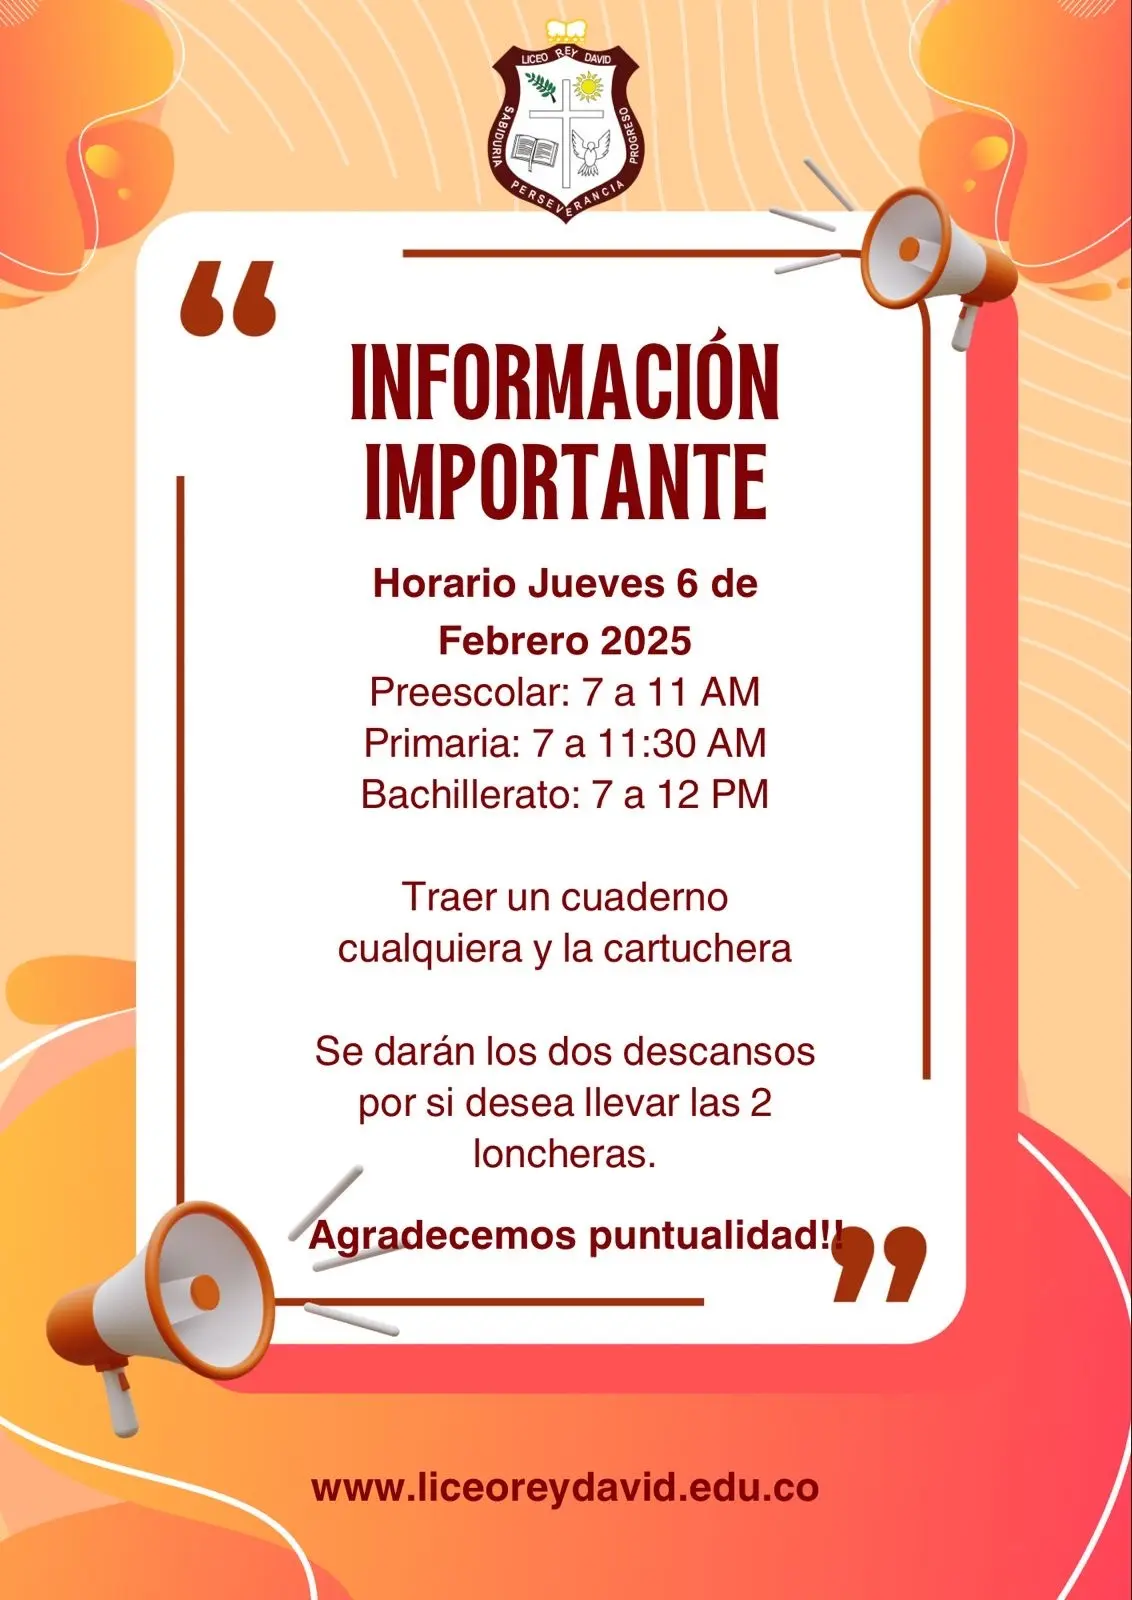 LICEO REY DAVID
SABIDURIA
PROGRESO
PERSEVERANCIA
INFORMACIÓN
IMPORTANTE
Horario Jueves 6 de
Febrero 2025
Preescolar: 7 a 11 AM
Primaria: 7 a 11:30 AM
Bachillerato: 7 a 12 PM
Traer un cuaderno
cualquiera y la cartuchera
Se darán los dos descansos
por si desea llevar las 2
loncheras.
Agradecemos puntualidad!!
www.liceoreydavid.edu.co